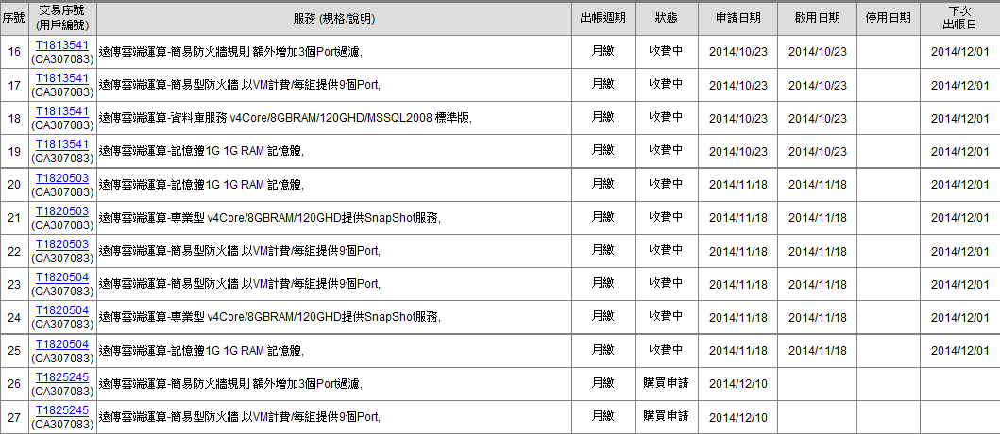 序號 交易序號 服務 (規格/說明) 出帳週期 狀態 申請日期 啟用日期 停用日期 下次
(用戶編號) 出帳日
16 T1813541 遠傳雲端運算-簡易防火牆規則 額外增加3個Port過濾, 月繳 收費中 2014/10/23 2014/10/23 2014/12/01
(CA307083)
17 T1813541 遠傳雲端運算-簡易型防火牆 以VM計費/每組提供9個Port, 月繳 收費中 2014/10/23 2014/10/23 2014/12/01
(CA307083)
18 T1813541 遠傳雲端運算-資料庫服務 v4Core/8GBRAM/120GHD/MSSQL2008 標準版, 月繳 收費中 2014/10/23 2014/10/23 2014/12/01
(CA307083)
19 T1813541 遠傳雲端運算-記憶體1G 1G RAM 記憶體, 月繳 收費中 2014/10/23 2014/10/23 2014/12/01
(CA307083)
20 T1820503 遠傳雲端運算-記憶體1G 1G RAM 記憶體, 月繳 收費中 2014/11/18 2014/11/18 2014/12/01
(CA307083)
21 T1820503 遠傳雲端運算-專業型 v4Core/8GBRAM/120GHD提供SnapShot服務, 月繳 收費中 2014/11/18 2014/11/18 2014/12/01
(CA307083)
22 T1820503 遠傳雲端運算-簡易型防火牆 以VM計費/每組提供9個Port, 月繳 收費中 2014/11/18 2014/11/18 2014/12/01
(CA307083)
23 T1820504 遠傳雲端運算-簡易型防火牆 以VM計費/每組提供9個Port, 月繳 收費中 2014/11/18 2014/11/18 2014/12/01
(CA307083)
24 T1820504 遠傳雲端運算-專業型 v4Core/8GBRAM/120GHD提供SnapShot服務, 月繳 收費中 2014/11/18 2014/11/18 2014/12/01
(CA307083)
25 T1820504 遠傳雲端運算-記憶體1G 1G RAM 記憶體, 月繳 收費中 2014/11/18 2014/11/18 2014/12/01
(CA307083)
26 T1825245 遠傳雲端運算-簡易防火牆規則 額外增加3個Port過濾, 月繳 購買申請 2014/12/10
(CA307083)
27 T1825245 遠傳雲端運算-簡易型防火牆 以VM計費/每組提供9個Port, 月繳 購買申請 2014/12/10
(CA307083)